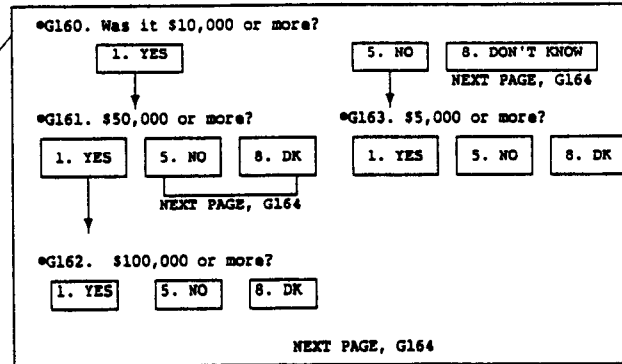 •G160. Was it $10,000 or more?
1. YES
5. NO
8. DON'T KNOW
NEXT PAGE, G164
•G161. $50,000 or more?
1. YES
5. NO
8. DK
NEXT PAGE, G164
•G163. $5,000 or more?
1. YES
5. NO
8. DK
•G162. $100,000 or more?
1. YES
5. NO
8. DK
NEXT PAGE, G164